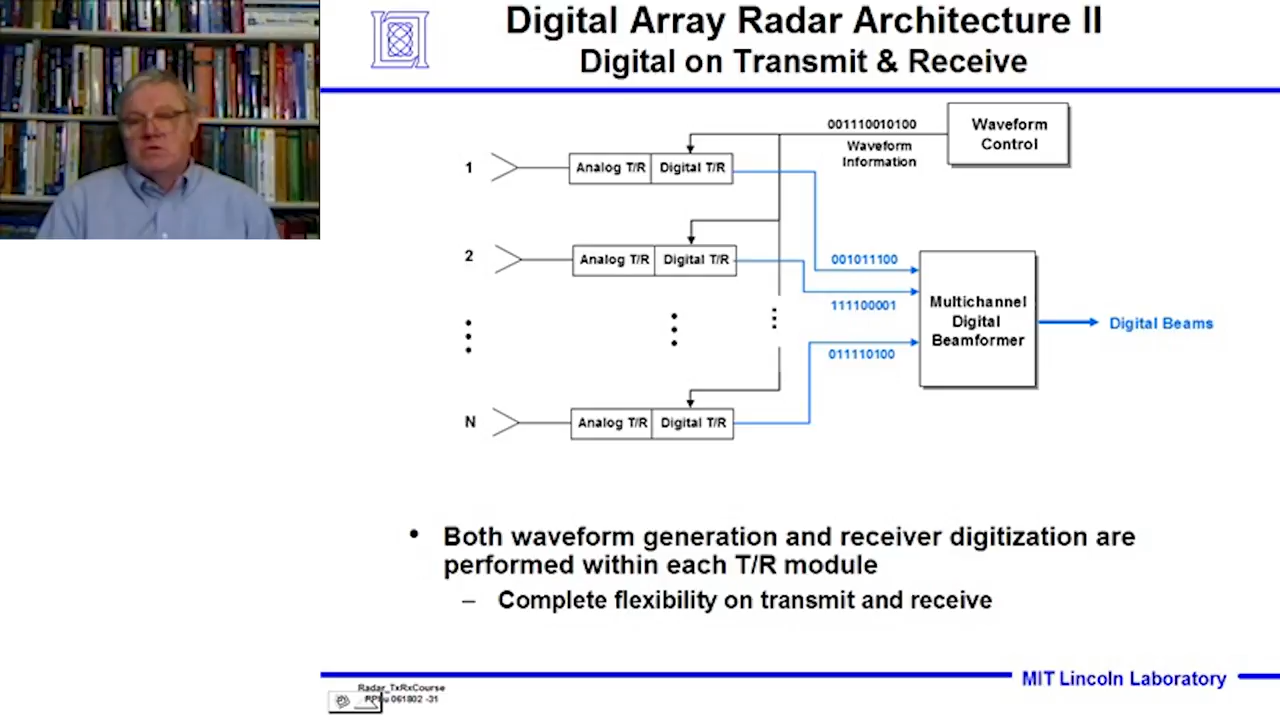 Digital Array Radar Architecture II
Digital on Transmit & Receive
001110010100
Waveform
Information
Waveform
Control
1
Analog T/R
Digital T/R
2
Analog T/R
Digital T/R
001011100
111100001
011110100
Multichannel
Digital
Beamformer
Digital Beams
N
Analog T/R
Digital T/R
• Both waveform generation and receiver digitization are
performed within each T/R module
– Complete flexibility on transmit and receive
MIT Lincoln Laboratory
Radar_TxRxCourse
061802 -31